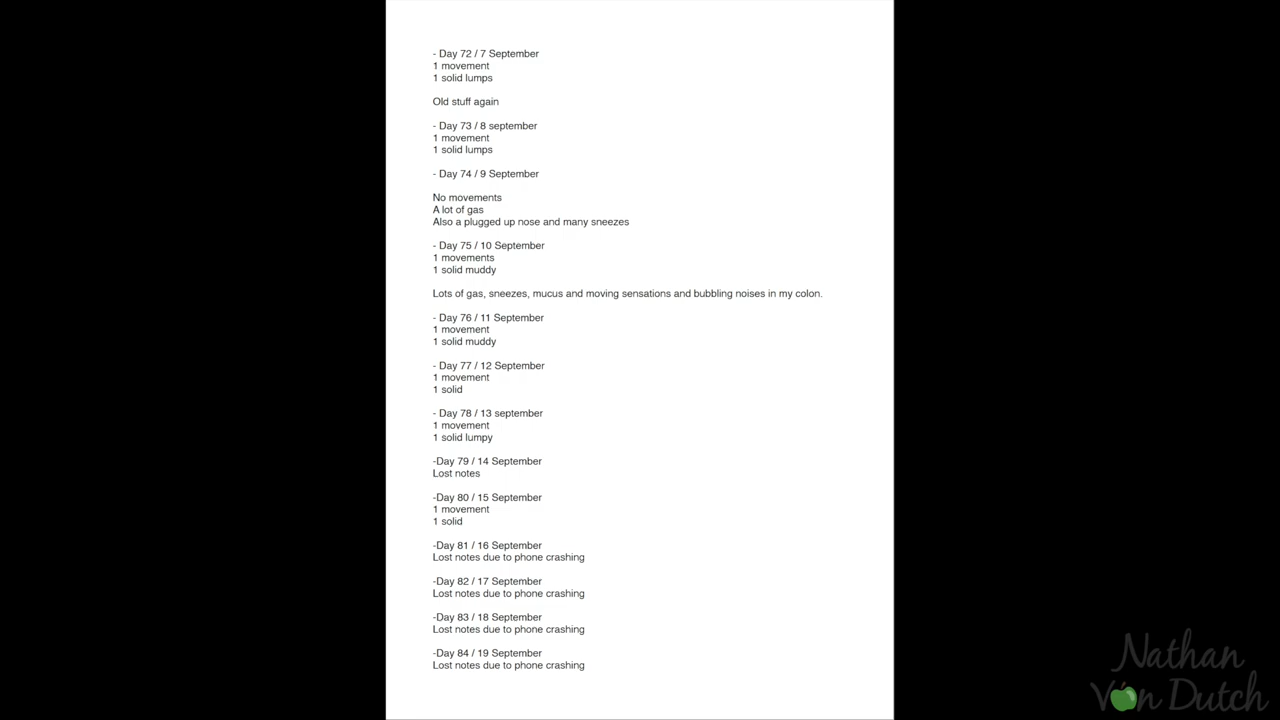 - Day 72 / 7 September
1 movement
1 solid lumps
Old stuff again
- Day 73 / 8 september
1 movement
1 solid lumps
- Day 74 / 9 September
No movements
A lot of gas
Also a plugged up nose and many sneezes
- Day 75 / 10 September
1 movements
1 solid muddy
Lots of gas, sneezes, mucus and moving sensations and bubbling noises in my colon.
- Day 76 / 11 September
1 movement
1 solid muddy
- Day 77 / 12 September
1 movement
1 solid
- Day 78 / 13 september
1 movement
1 solid lumpy
-Day 79 / 14 September
Lost notes
-Day 80 / 15 September
1 movement
1 solid
-Day 81 / 16 September
Lost notes due to phone crashing
-Day 82 / 17 September
Lost notes due to phone crashing
-Day 83 / 18 September
Lost notes due to phone crashing
-Day 84 / 19 September
Lost notes due to phone crashing
Nathan
Von Dutch